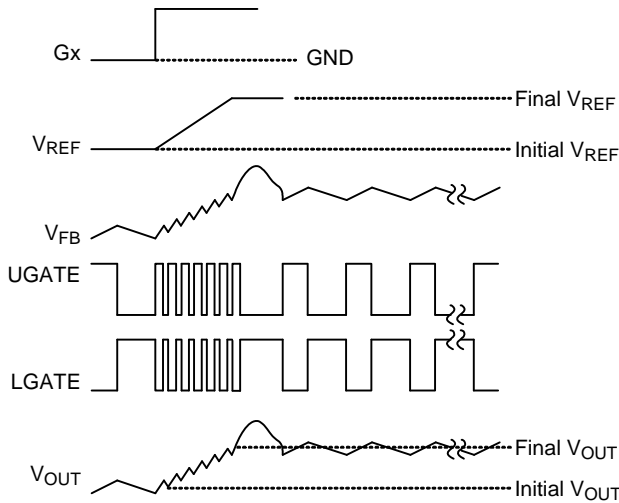 Gx
GND
Final VREF
VREF
Initial VREF
VFB
UGATE
LGATE
Final VOUT
VOUT
Initial VOUT